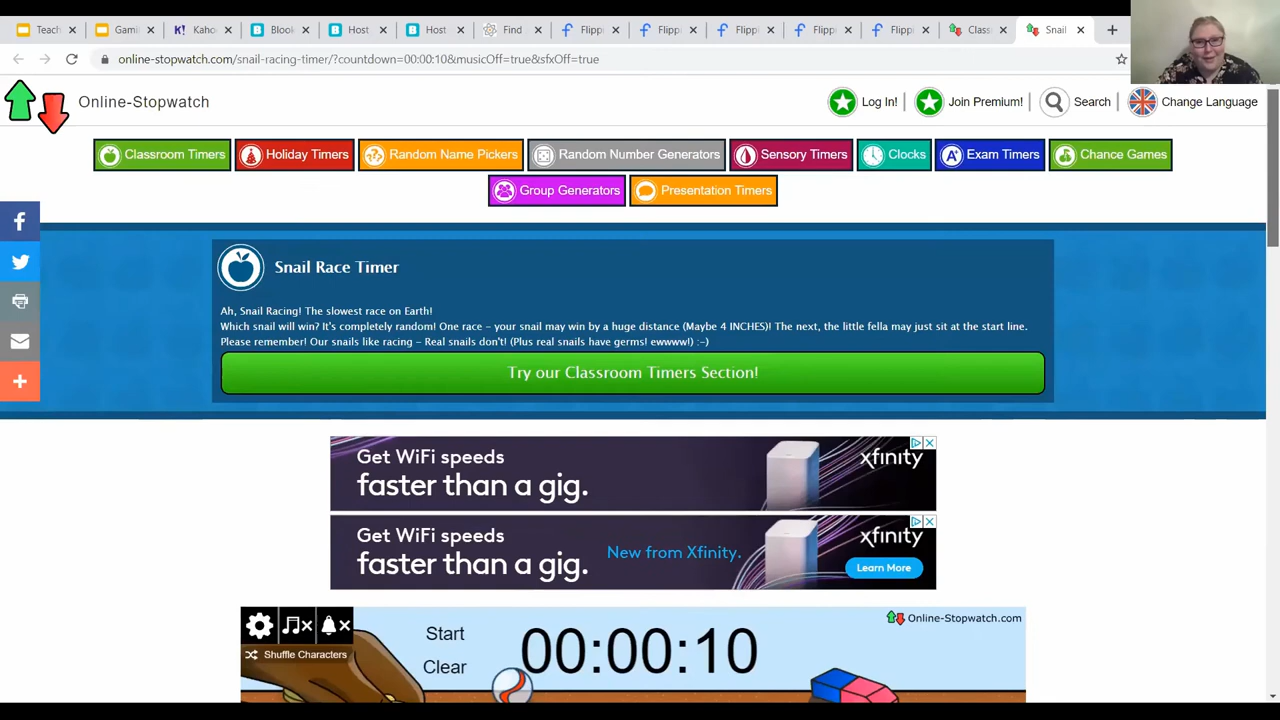 Teach
Gami
Kaho
Blook
Host
Host
Find
Flippi
Flippi
Flippi
Flippi
Flippi
Class
Snail
online-stopwatch.com/snail-racing-timer/?countdown=00:00:10&musicOff=true&sfxOff=true
Online-Stopwatch
Log In!
Join Premium!
Search
Change Language
Classroom Timers
Holiday Timers
Random Name Pickers
Random Number Generators
Sensory Timers
Clocks
Exam Timers
Chance Games
Group Generators
Presentation Timers
Snail Race Timer
Ah, Snail Racing! The slowest race on Earth!
Which snail will win? It's completely random! One race – your snail may win by a huge distance (Maybe 4 INCHES)! The next, the little fella may just sit at the start line.
Please remember! Our snails like racing – Real snails don't! (Plus real snails have germs! ewwww!) :-)
Try our Classroom Timers Section!
Get WiFi speeds
faster than a gig.
xfinity
Get WiFi speeds
faster than a gig.
New from Xfinity.
xfinity
Learn More
Start
Clear
00:00:10
Online-Stopwatch.com
Shuffle Characters